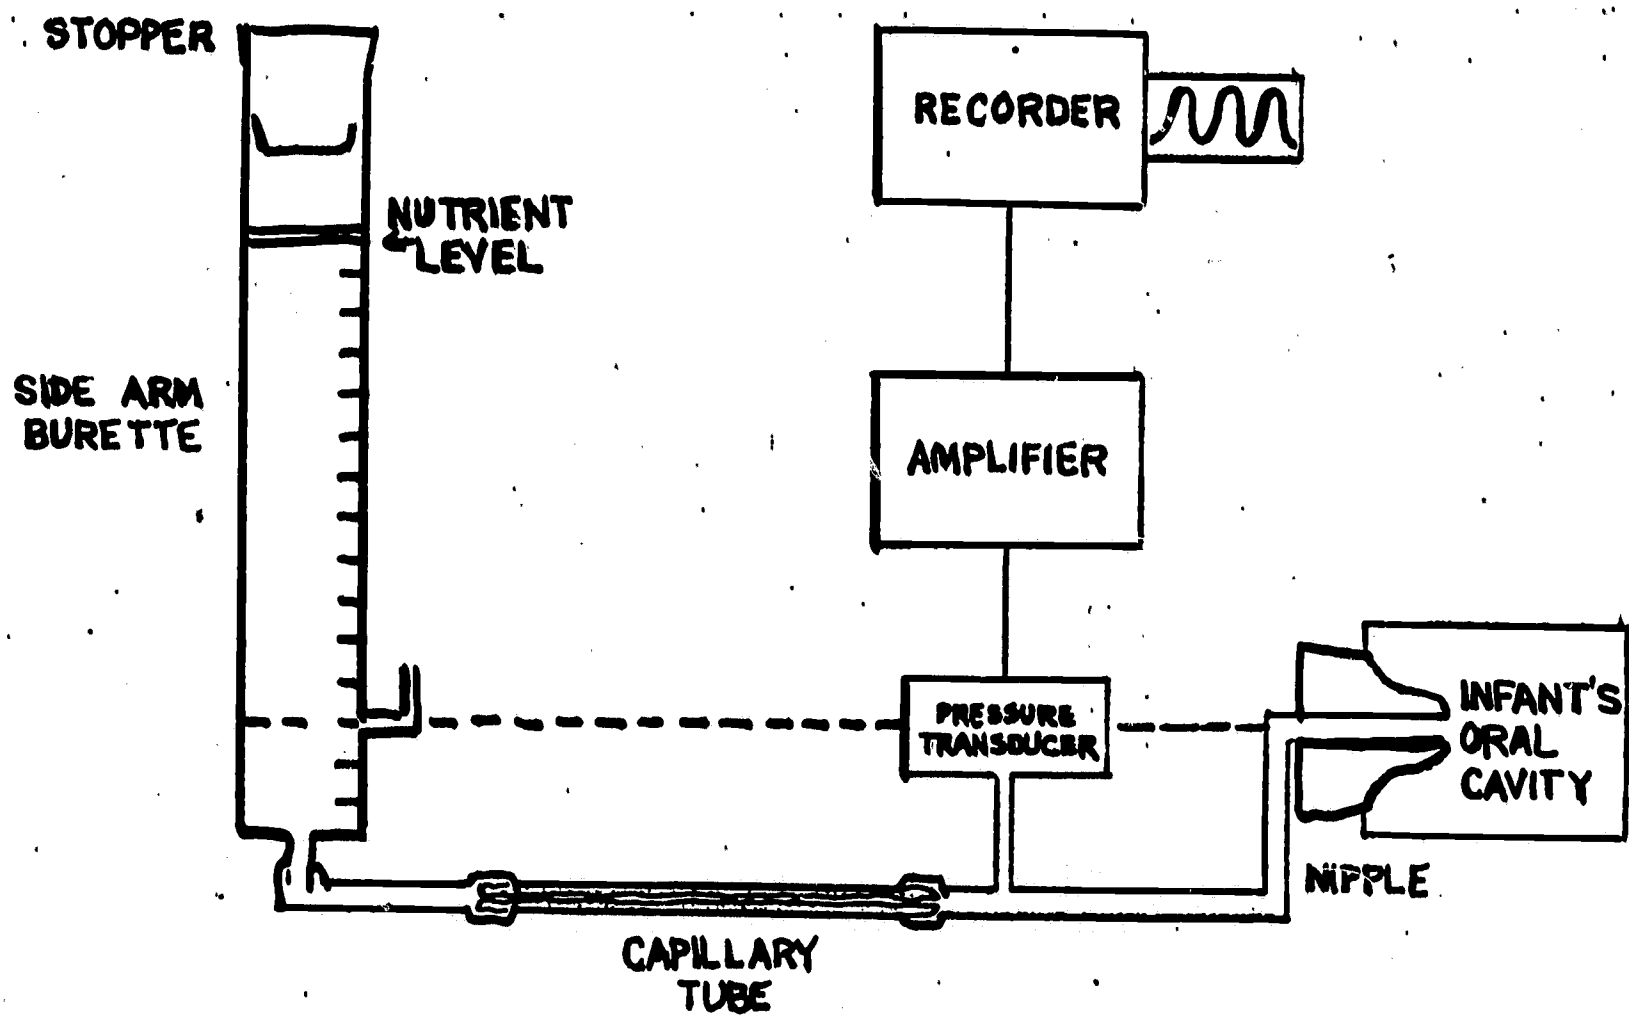 STOPPER
RECORDER
NUTRIENT
LEVEL
SIDE ARM
BURETTE
AMPLIFIER
PRESSURE
TRANSDUCER
INFANT'S
ORAL
CAVITY
NIPPLE
CAPILLARY
TUBE